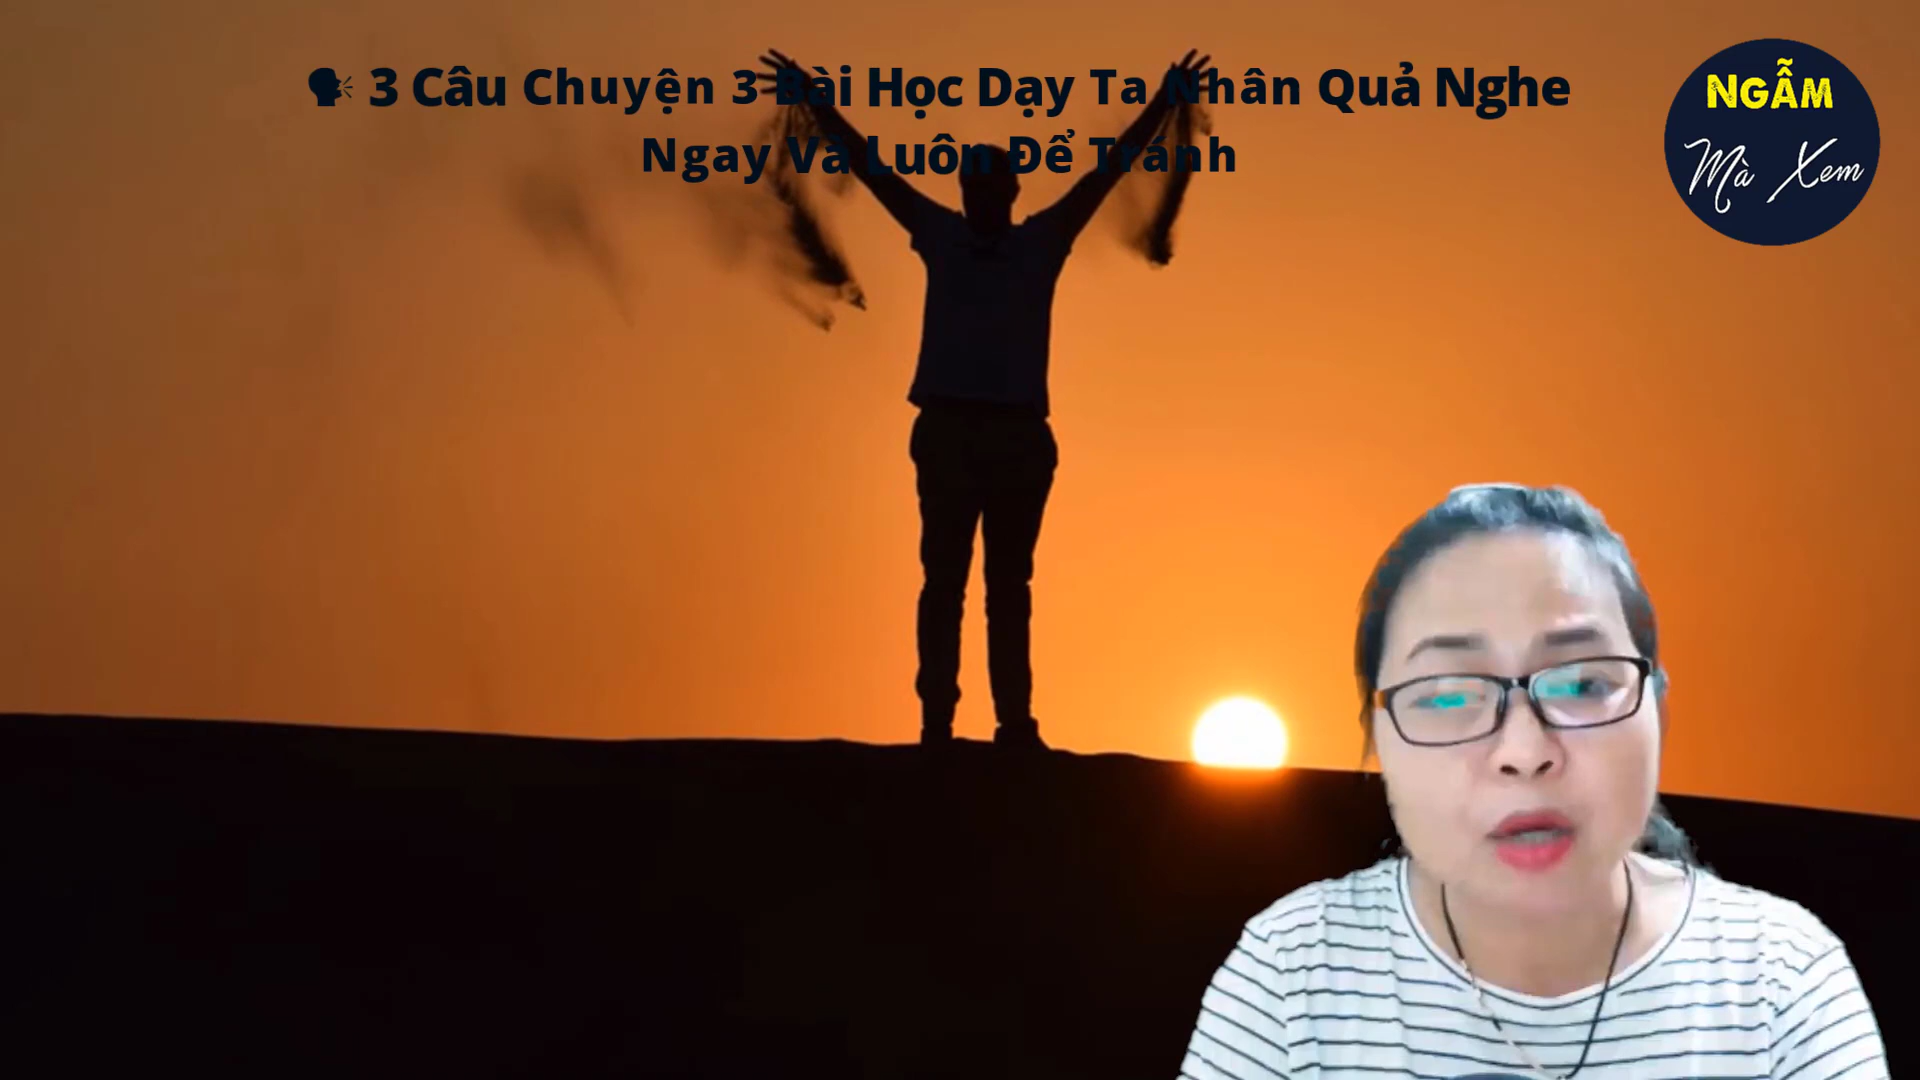 🗣 3 Câu Chuyện 3 Bài Học Dạy Ta Nhân Quả Nghe
Ngay Và Luôn Để Tránh
NGẪM
Mà Xem